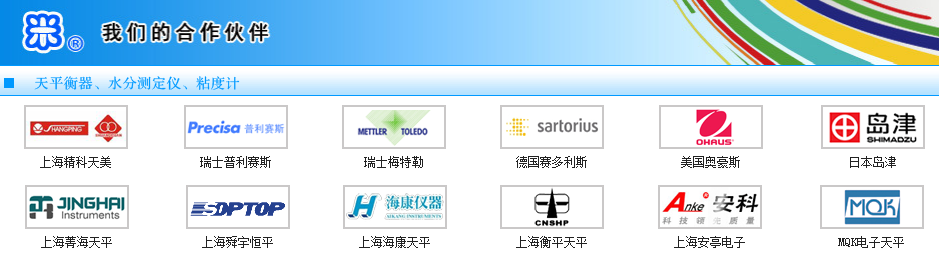 米® 我们的合作伙伴
天平衡器、水分测定仪、粘度计
SHANGPING
Precisa 普利赛斯
METTLER TOLEDO
sartorius
OHAUS
岛津
SHIMADZU
上海精科天美
瑞士普利赛斯
瑞士梅特勒
德国赛多利斯
美国奥豪斯
日本岛津
JINGHAI
Instruments
SDPTOP
海康仪器
HIKANG INSTRUMENTS
CNSHP
Anke 安科
科技领先质量
MQK
上海菁海天平
上海舜宇恒平
上海海康天平
上海衡平天平
上海安亭电子
MQK电子天平